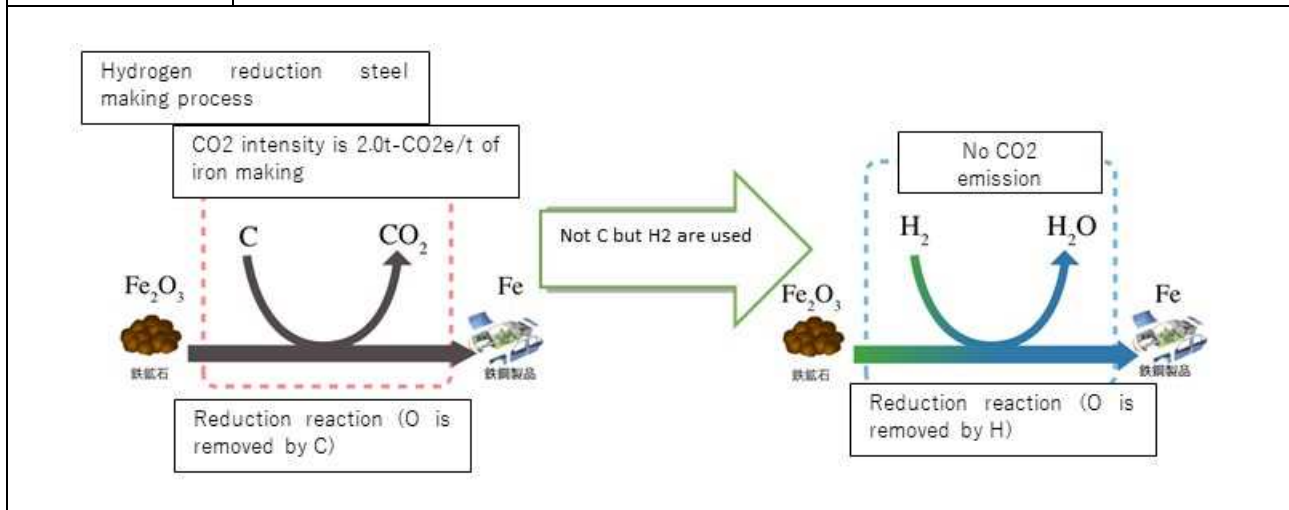 Hydrogen reduction steel
making process
CO2 intensity is 2.0t-CO2e/t of
iron making
C
CO₂
Fe₂O₃
Fe
鉄鉱石
鉄鋼製品
Reduction reaction (O is
removed by C)
Not C but H2 are used
No CO2
emission
H₂
H₂O
Fe₂O₃
Fe
鉄鉱石
鉄鋼製品
Reduction reaction (O is
removed by H)